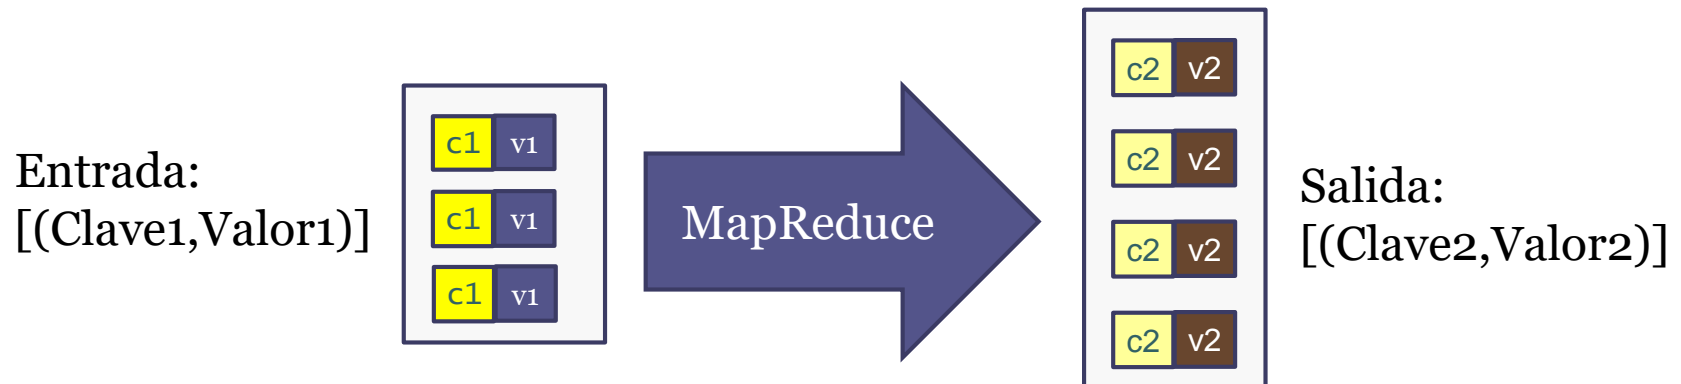 Entrada:
[(Clave1,Valor1)]
c1 v1
c1 v1
c1 v1
MapReduce
c2 v2
c2 v2
c2 v2
c2 v2
Salida:
[(Clave2,Valor2)]